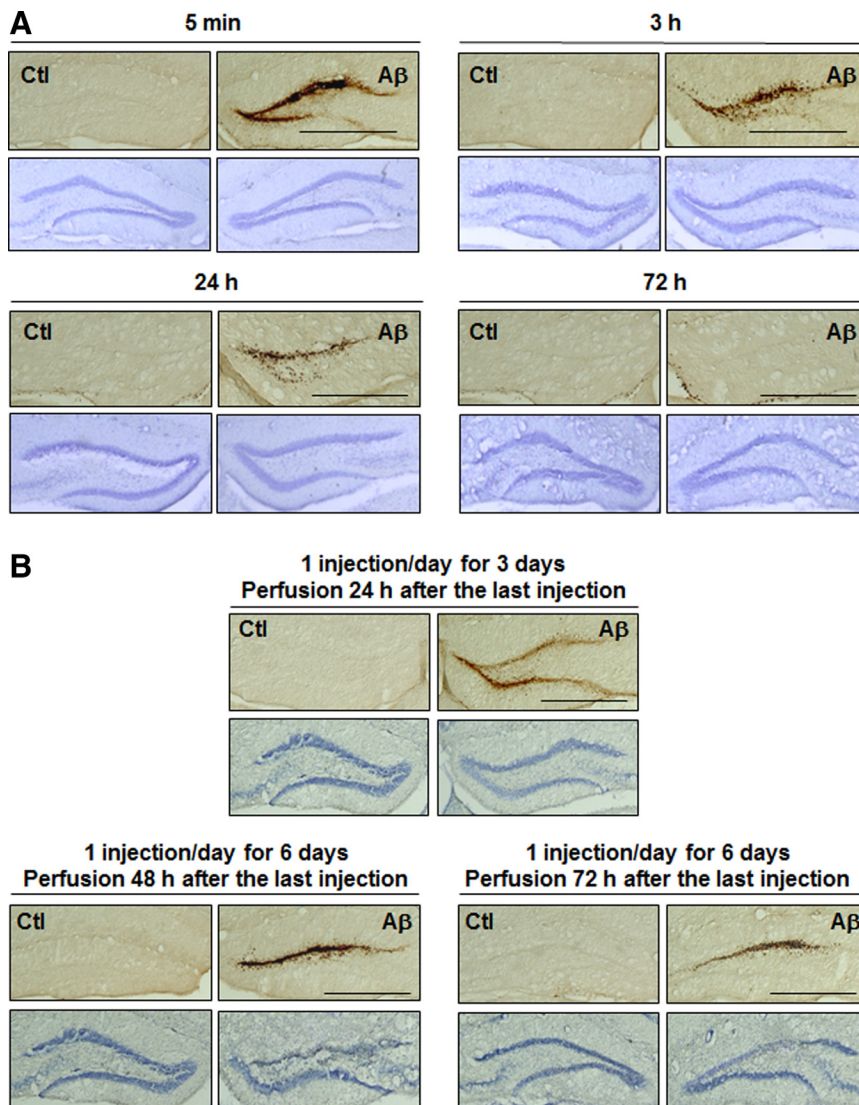 A
5 min
3 h
Ctl
Aβ
Ctl
Aβ
24 h
72 h
Ctl
Aβ
Ctl
Aβ
B
1 injection/day for 3 days
Perfusion 24 h after the last injection
Ctl
Aβ
1 injection/day for 6 days
Perfusion 48 h after the last injection
1 injection/day for 6 days
Perfusion 72 h after the last injection
Ctl
Aβ
Ctl
Aβ